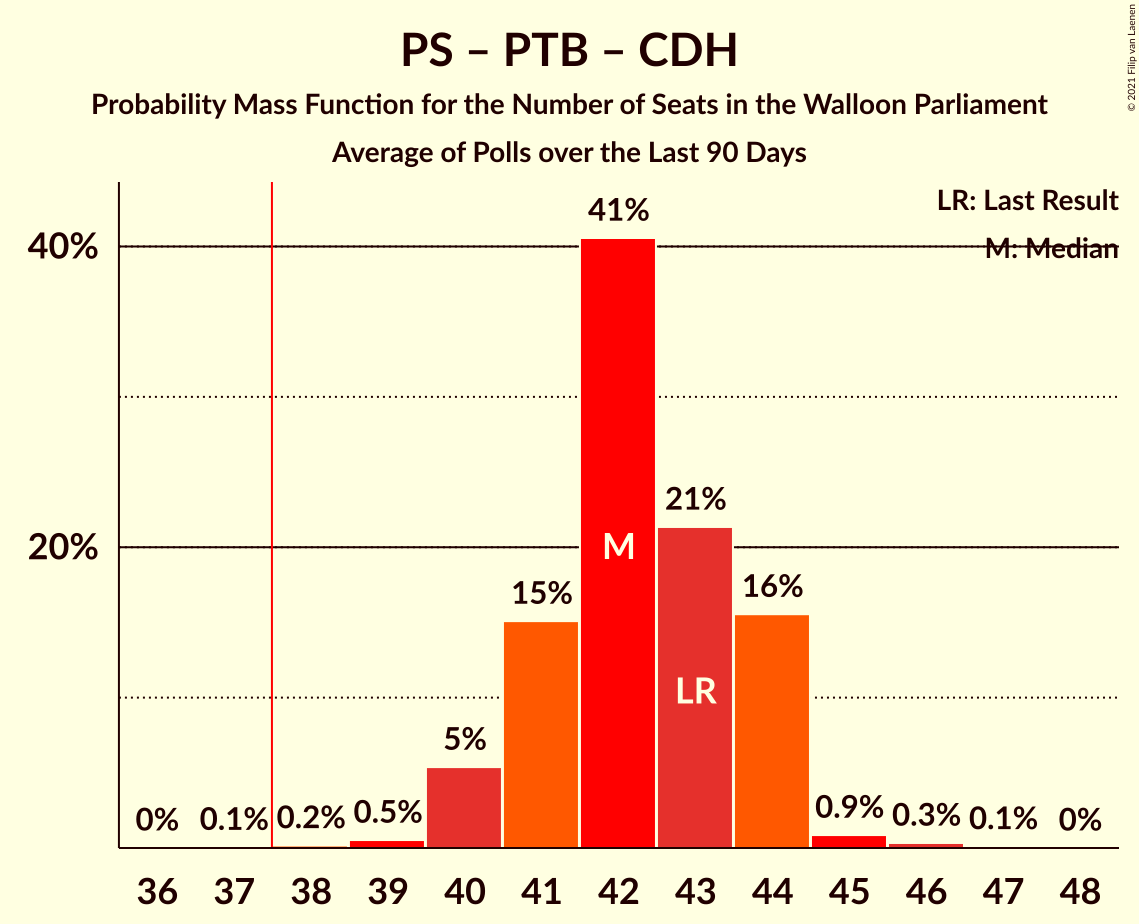 PS – PTB – CDH
Probability Mass Function for the Number of Seats in the Walloon Parliament
Average of Polls over the Last 90 Days
© 2021 Filip van Laenen
LR: Last Result
M: Median
40%
20%
0%
0.1%
0.2%
0.5%
5%
15%
41%
21%
16%
0.9%
0.3%
0.1%
0%
M
LR
36 37 38 39 40 41 42 43 44 45 46 47 48